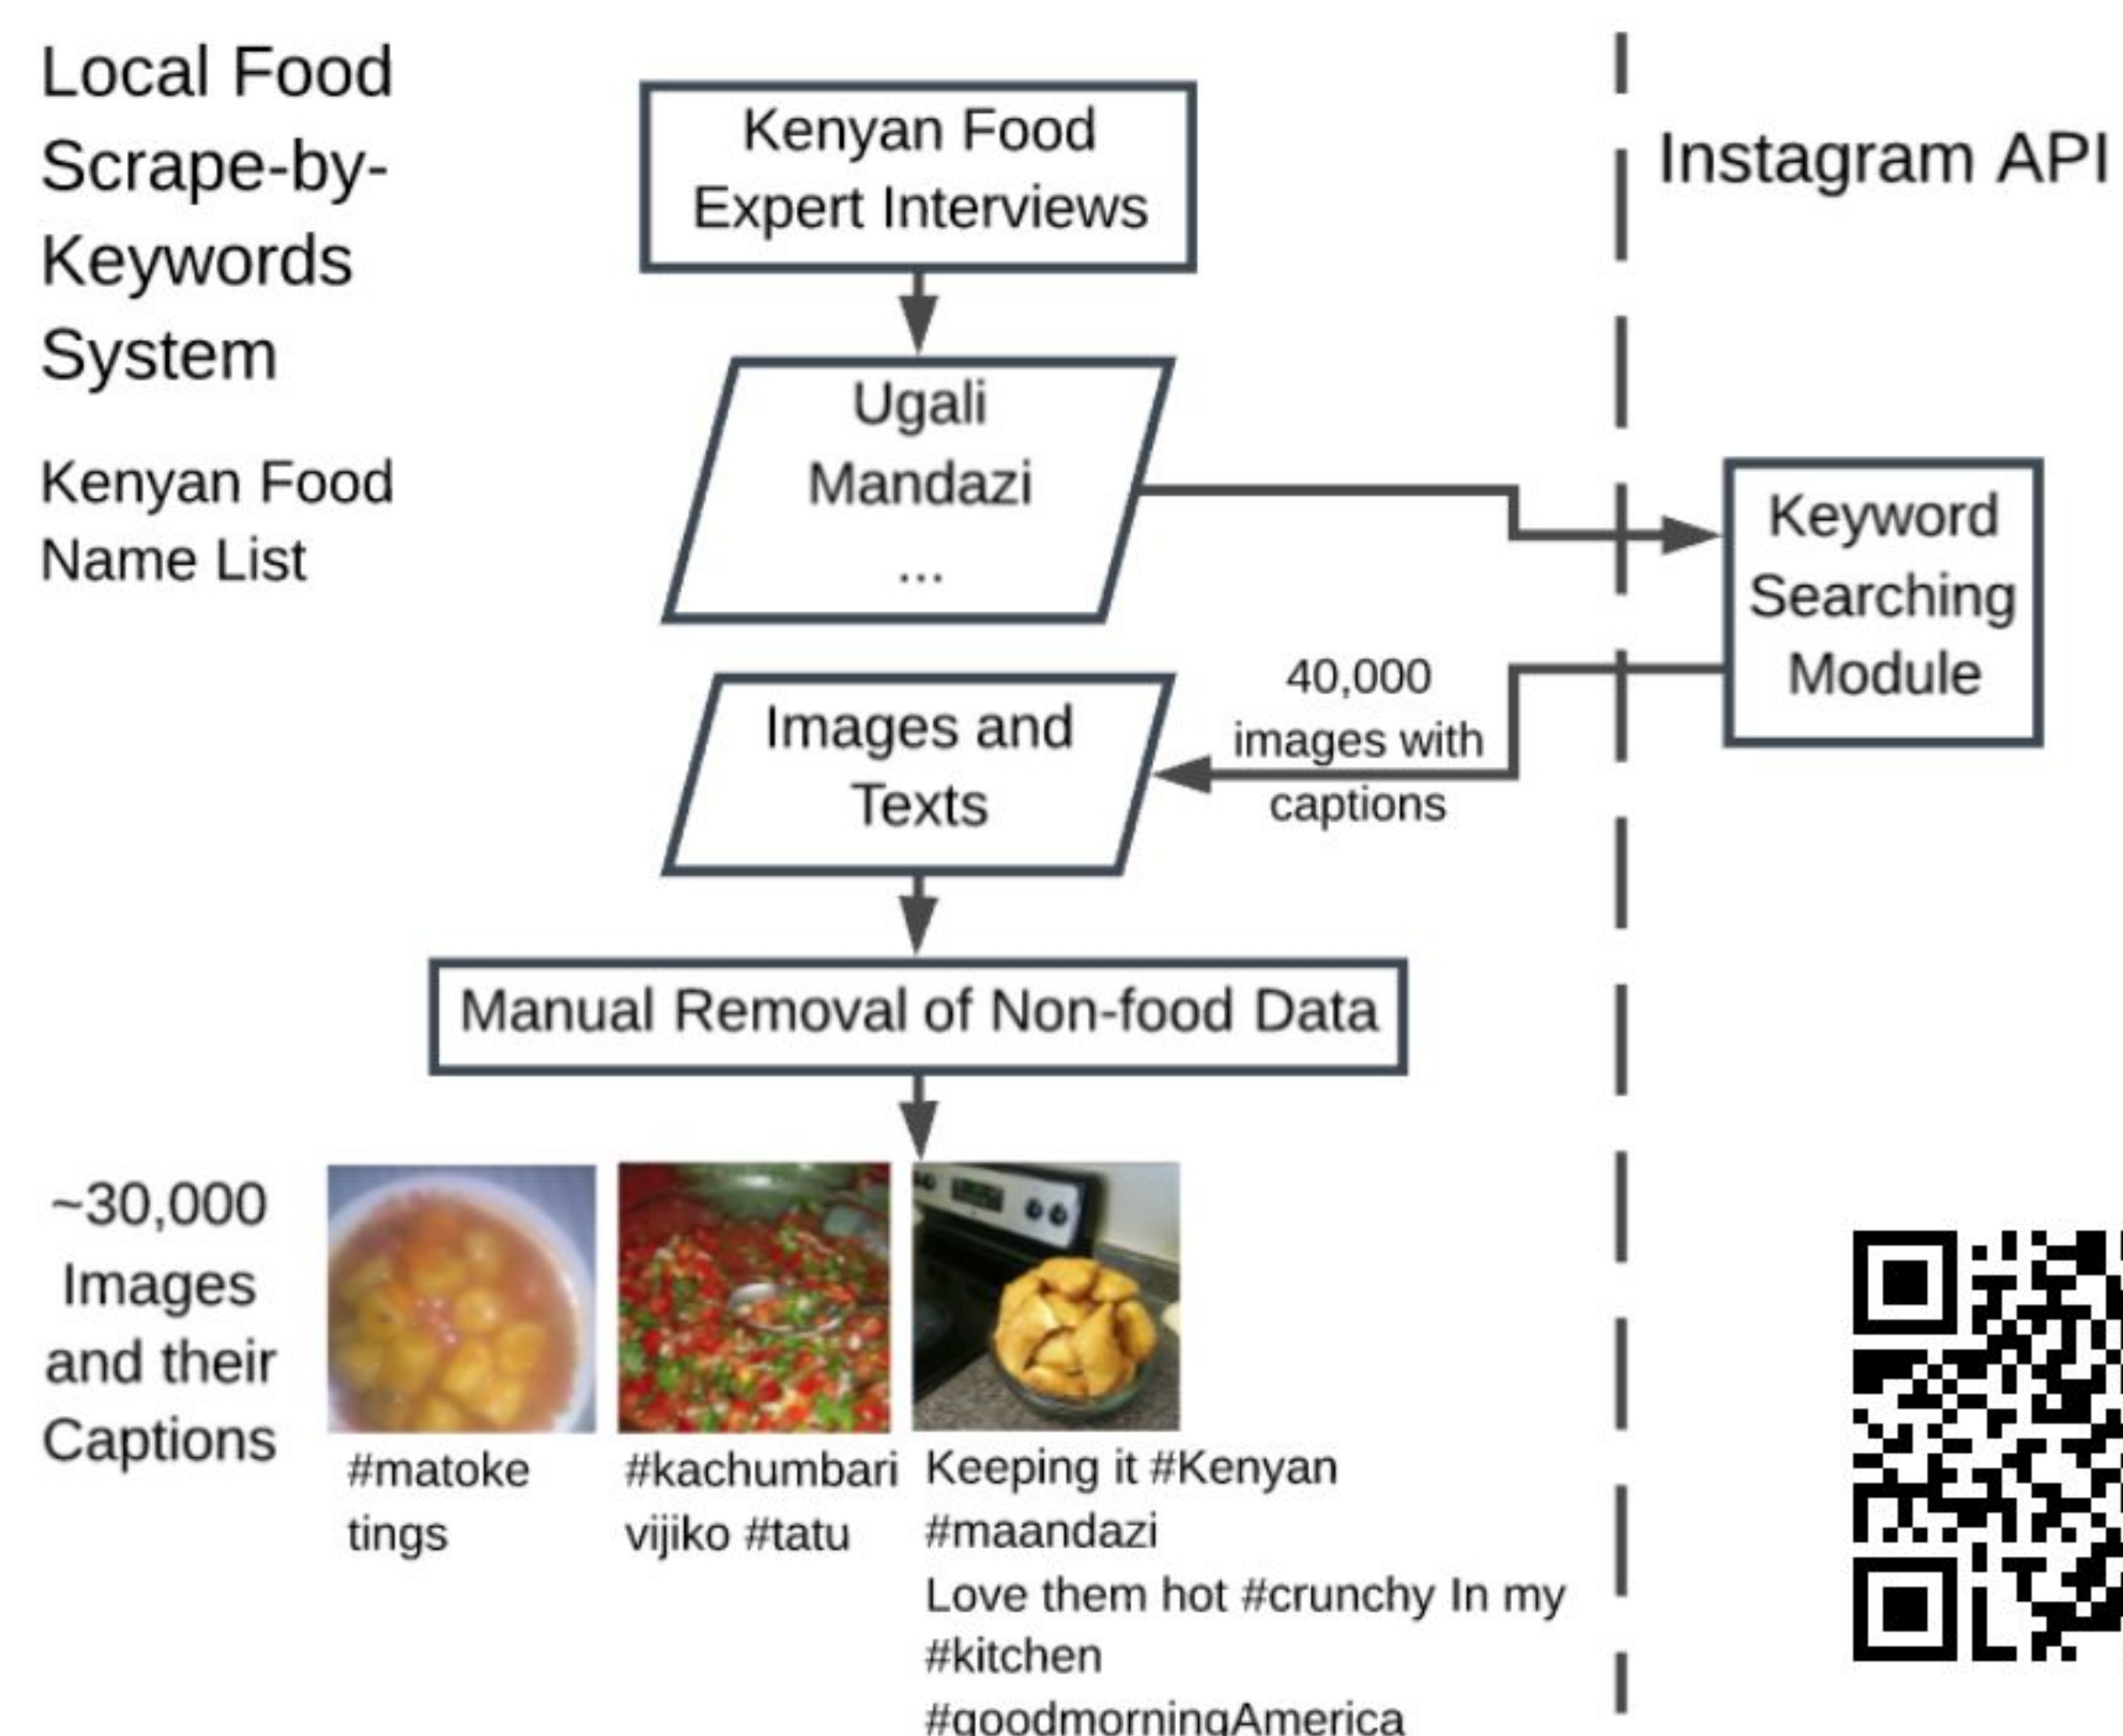 Local Food
Scrape-by-
Keywords
System
Kenyan Food
Name List
Kenyan Food
Expert Interviews
Ugali
Mandazi
...
Instagram API
Keyword
Searching
Module
40,000
images with
captions
Images and
Texts
Manual Removal of Non-food Data
~30,000
Images
and their
Captions
#matoke
tings
#kachumbari
vijiko #tatu
Keeping it #Kenyan
#maandazi
Love them hot #crunchy In my
#kitchen
#goodmorningAmerica